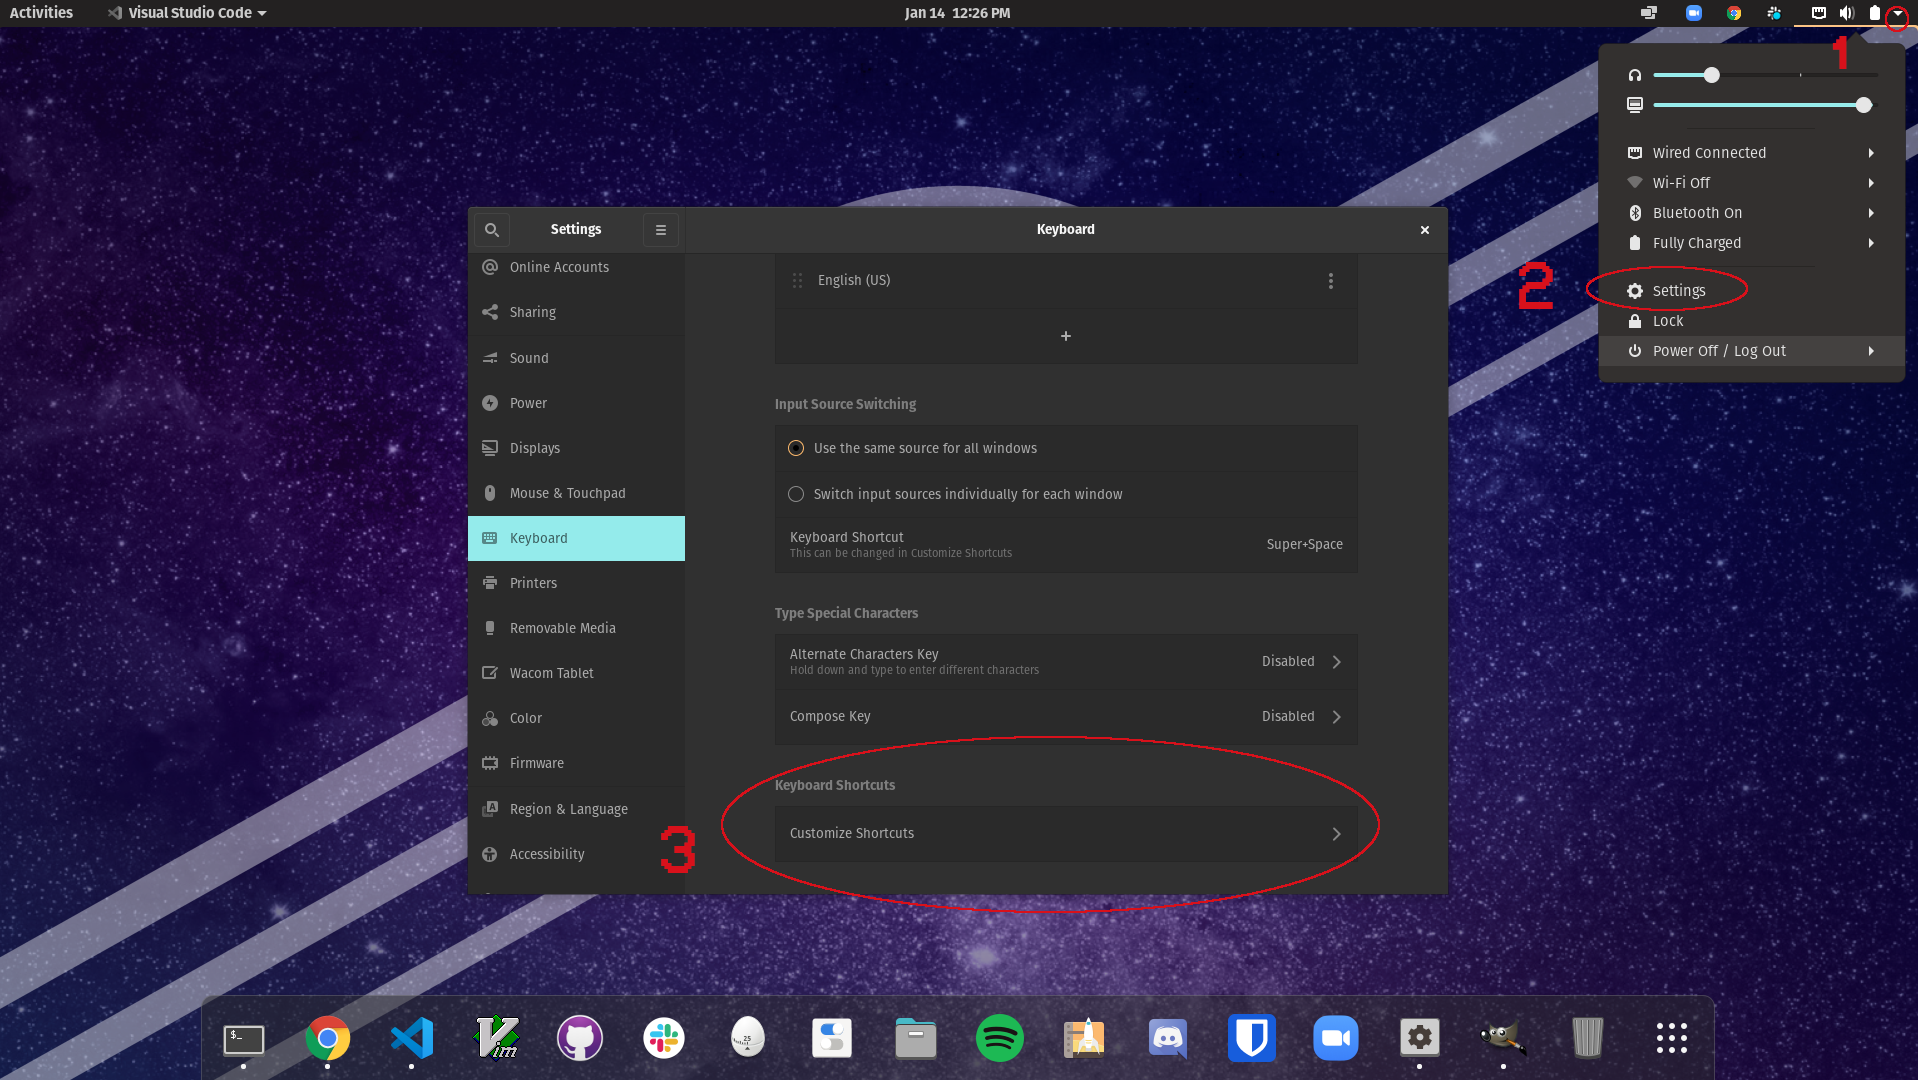 Activities
Visual Studio Code
Jan 14 12:26 PM
1
Wired Connected
Wi-Fi Off
Bluetooth On
Fully Charged
2
Settings
Lock
Power Off / Log Out
Settings
Keyboard
Online Accounts
Sharing
Sound
Power
Displays
Mouse & Touchpad
Keyboard
Printers
Removable Media
Wacom Tablet
Color
Firmware
Region & Language
Accessibility
English (US)
+
Input Source Switching
Use the same source for all windows
Switch input sources individually for each window
Keyboard Shortcut
This can be changed in Customize Shortcuts
Super+Space
Type Special Characters
Alternate Characters Key
Hold down and type to enter different characters
Disabled
Compose Key
Disabled
3
Keyboard Shortcuts
Customize Shortcuts
$_
Vim
25